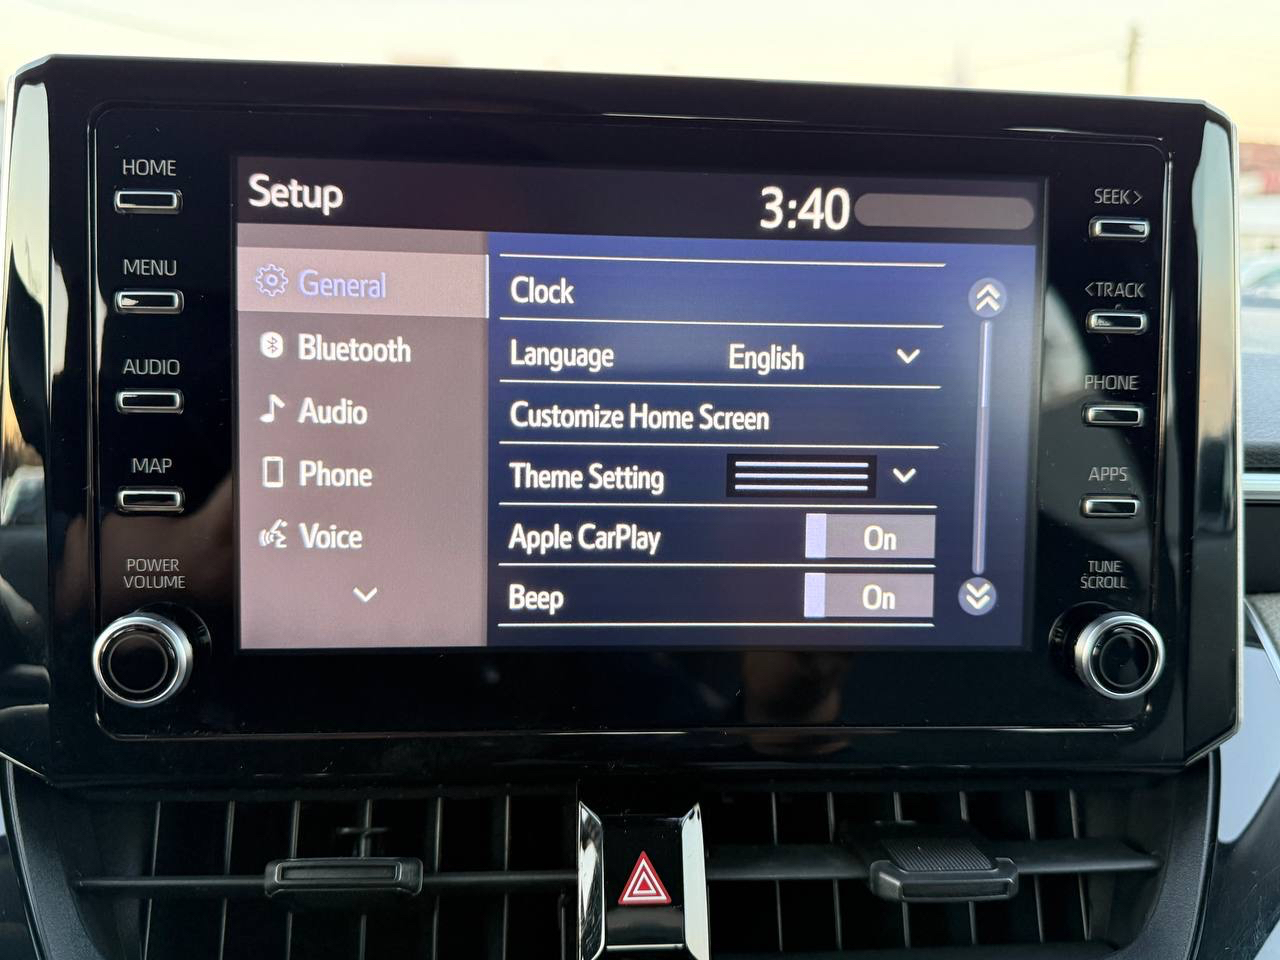 HOME
MENU
AUDIO
MAP
POWER
VOLUME
Setup
3:40
General
Bluetooth
Audio
Phone
Voice
Clock
Language English
Customize Home Screen
Theme Setting
Apple CarPlay On
Beep On
SEEK>
<TRACK
PHONE
APPS
TUNE
SCROLL